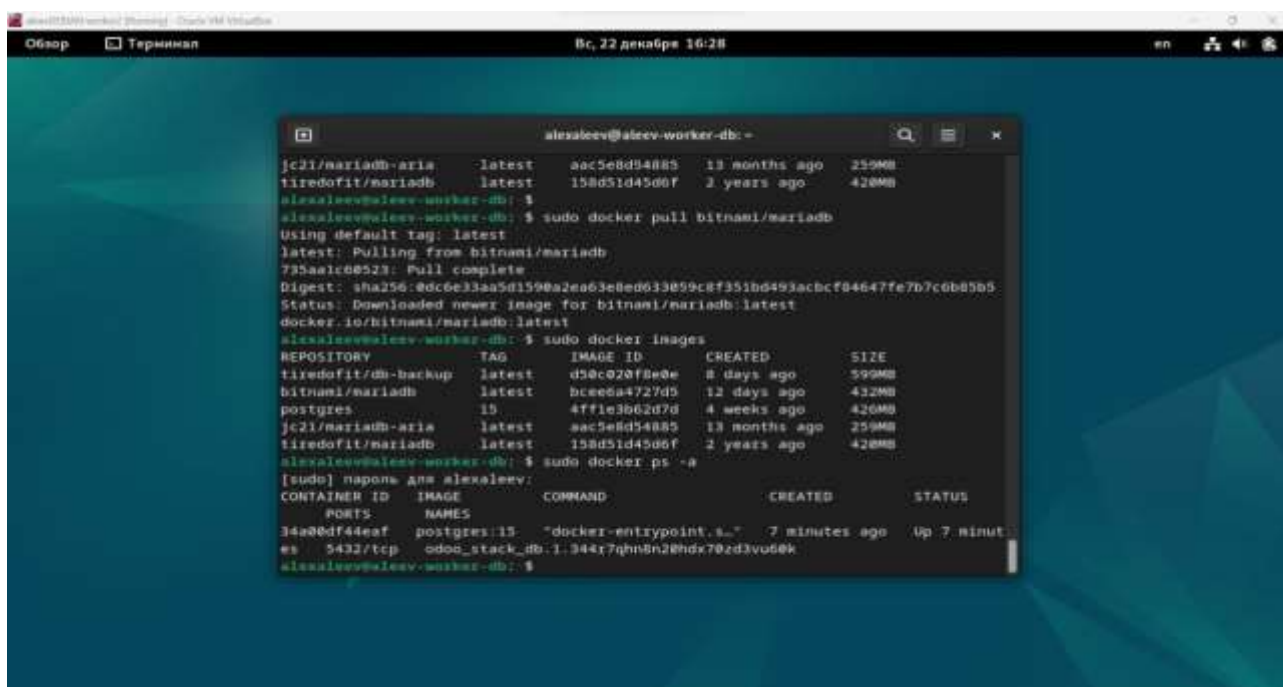 Oracle VM VirtualBox
Обзор Терминал Вс, 22 декабря 16:28 en
alexaleev@aleev-worker-db: ~
jc21/mariadb-aria latest aac5e8d54885 13 months ago 259MB
tiredofit/mariadb latest 158d51d45d6f 2 years ago 420MB
alexaleev@aleev-worker-db: $
alexaleev@aleev-worker-db: $ sudo docker pull bitnami/mariadb
Using default tag: latest
latest: Pulling from bitnami/mariadb
735aa1c60523: Pull complete
Digest:
Status: Downloaded newer image for bitnami/mariadb:latest
docker.io/bitnami/mariadb:latest
alexaleev@aleev-worker-db: $ sudo docker images
REPOSITORY TAG IMAGE ID CREATED SIZE
tiredofit/db-backup latest d50c020f8e0e 8 days ago 599MB
bitnami/mariadb latest bcee6a4727d5 12 days ago 432MB
postgres 15 4ff1e3b62d7d 4 weeks ago 426MB
jc21/mariadb-aria latest aac5e8d54885 13 months ago 259MB
tiredofit/mariadb latest 158d51d45d6f 2 years ago 420MB
alexaleev@aleev-worker-db: $ sudo docker ps -a
[sudo] пароль для alexaleev:
CONTAINER ID IMAGE COMMAND CREATED STATUS
PORTS NAMES
34a00df44eaf postgres:15 "docker-entrypoint.s…" 7 minutes ago Up 7 minut
es 5432/tcp
alexaleev@aleev-worker-db: $